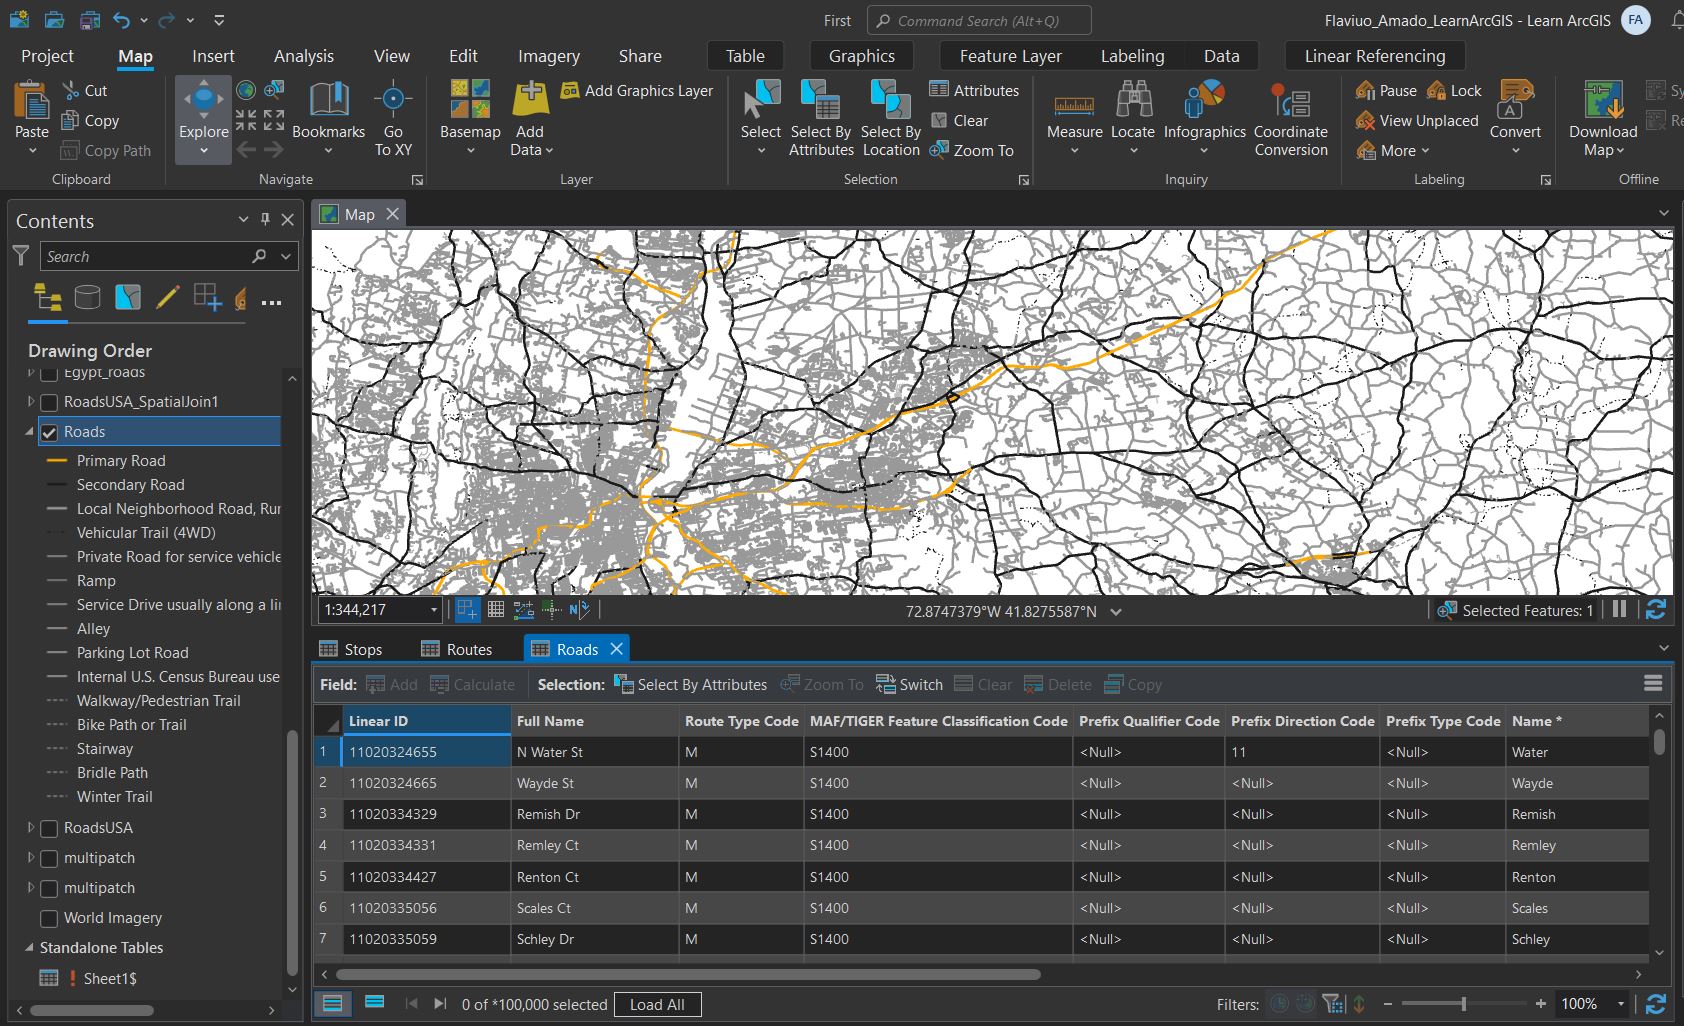 First
Command Search (Alt+Q)
Flaviuo_Amado_LearnArcGIS - Learn ArcGIS
FA
Project
Map
Insert
Analysis
View
Edit
Imagery
Share
Table
Graphics
Feature Layer
Labeling
Data
Linear Referencing
Paste
Cut
Copy
Copy Path
Clipboard
Explore
Bookmarks
Go
To XY
Navigate
Basemap
Add
Data
Add Graphics Layer
Layer
Select
Select By
Attributes
Select By
Location
Attributes
Clear
Zoom To
Selection
Measure
Locate
Infographics
Coordinate
Conversion
Inquiry
Pause
Lock
View Unplaced
More
Convert
Labeling
Download
Map
Sy
Re
Offline
Contents
Search
Drawing Order
Egypt_roads
RoadsUSA_SpatialJoin1
Roads
Primary Road
Secondary Road
Local Neighborhood Road, Rur
Vehicular Trail (4WD)
Private Road for service vehicle
Ramp
Service Drive usually along a li
Alley
Parking Lot Road
Internal U.S. Census Bureau use
Walkway/Pedestrian Trail
Bike Path or Trail
Stairway
Bridle Path
Winter Trail
RoadsUSA
multipatch
multipatch
World Imagery
Standalone Tables
! Sheet1$
Map
1:344,217
72.8747379°W 41.8275587°N
Selected Features: 1
Stops
Routes
Roads
Field: Add Calculate Selection: Select By Attributes Zoom To Switch Clear Delete Copy
Linear ID Full Name Route Type Code MAF/TIGER Feature Classification Code Prefix Qualifier Code Prefix Direction Code Prefix Type Code Name *
1 11020324655 N Water St M S1400 <Null> 11 <Null> Water
2 11020324665 Wayde St M S1400 <Null> <Null> <Null> Wayde
3 11020334329 Remish Dr M S1400 <Null> <Null> <Null> Remish
4 11020334331 Remley Ct M S1400 <Null> <Null> <Null> Remley
5 11020334427 Renton Ct M S1400 <Null> <Null> <Null> Renton
6 11020335056 Scales Ct M S1400 <Null> <Null> <Null> Scales
7 11020335059 Schley Dr M S1400 <Null> <Null> <Null> Schley
0 of *100,000 selected
Load All
Filters:
100%